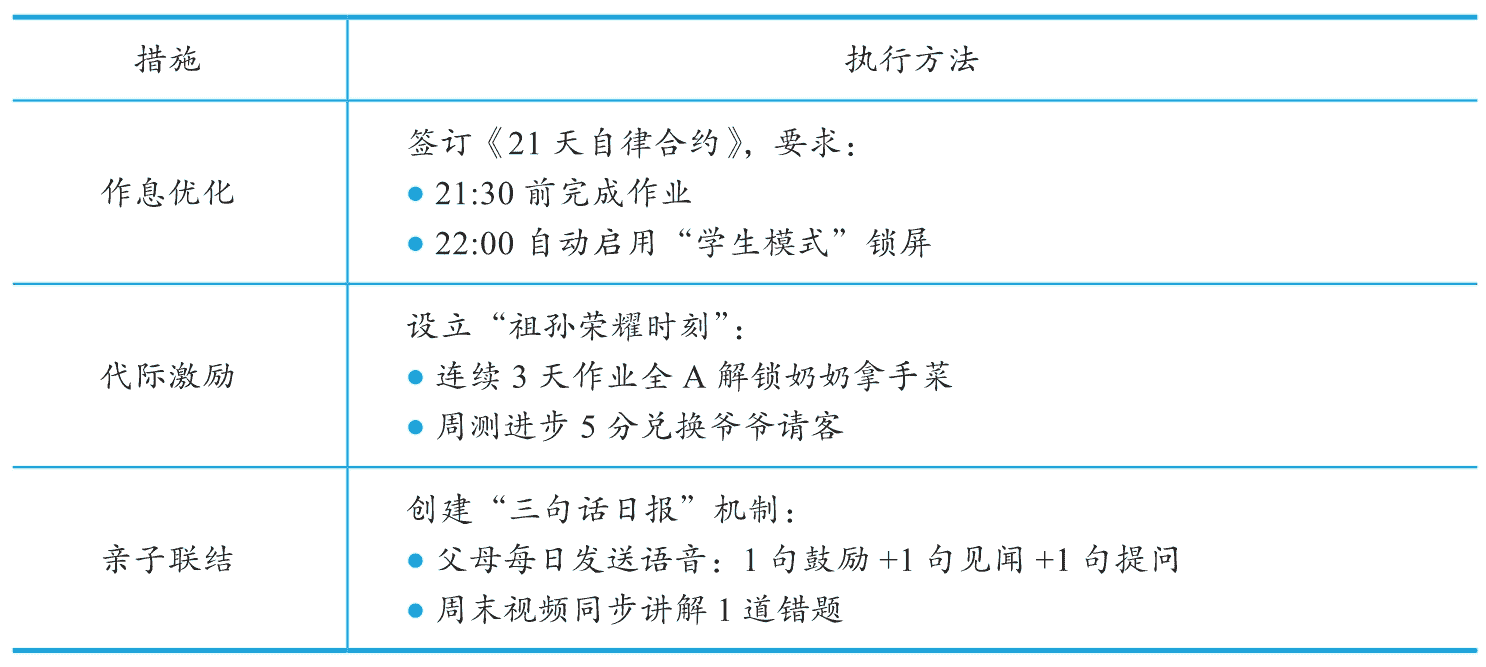 措施 执行方法
签订《21天自律合约》，要求：
作息优化
● 21:30 前完成作业
● 22:00 自动启用“学生模式”锁屏
设立“祖孙荣耀时刻”：
代际激励
● 连续 3 天作业全 A 解锁奶奶拿手菜
● 周测进步 5 分兑换爷爷请客
创建“三句话日报”机制：
亲子联结
● 父母每日发送语音：1 句鼓励 +1 句见闻 +1 句提问
● 周末视频同步讲解 1 道错题